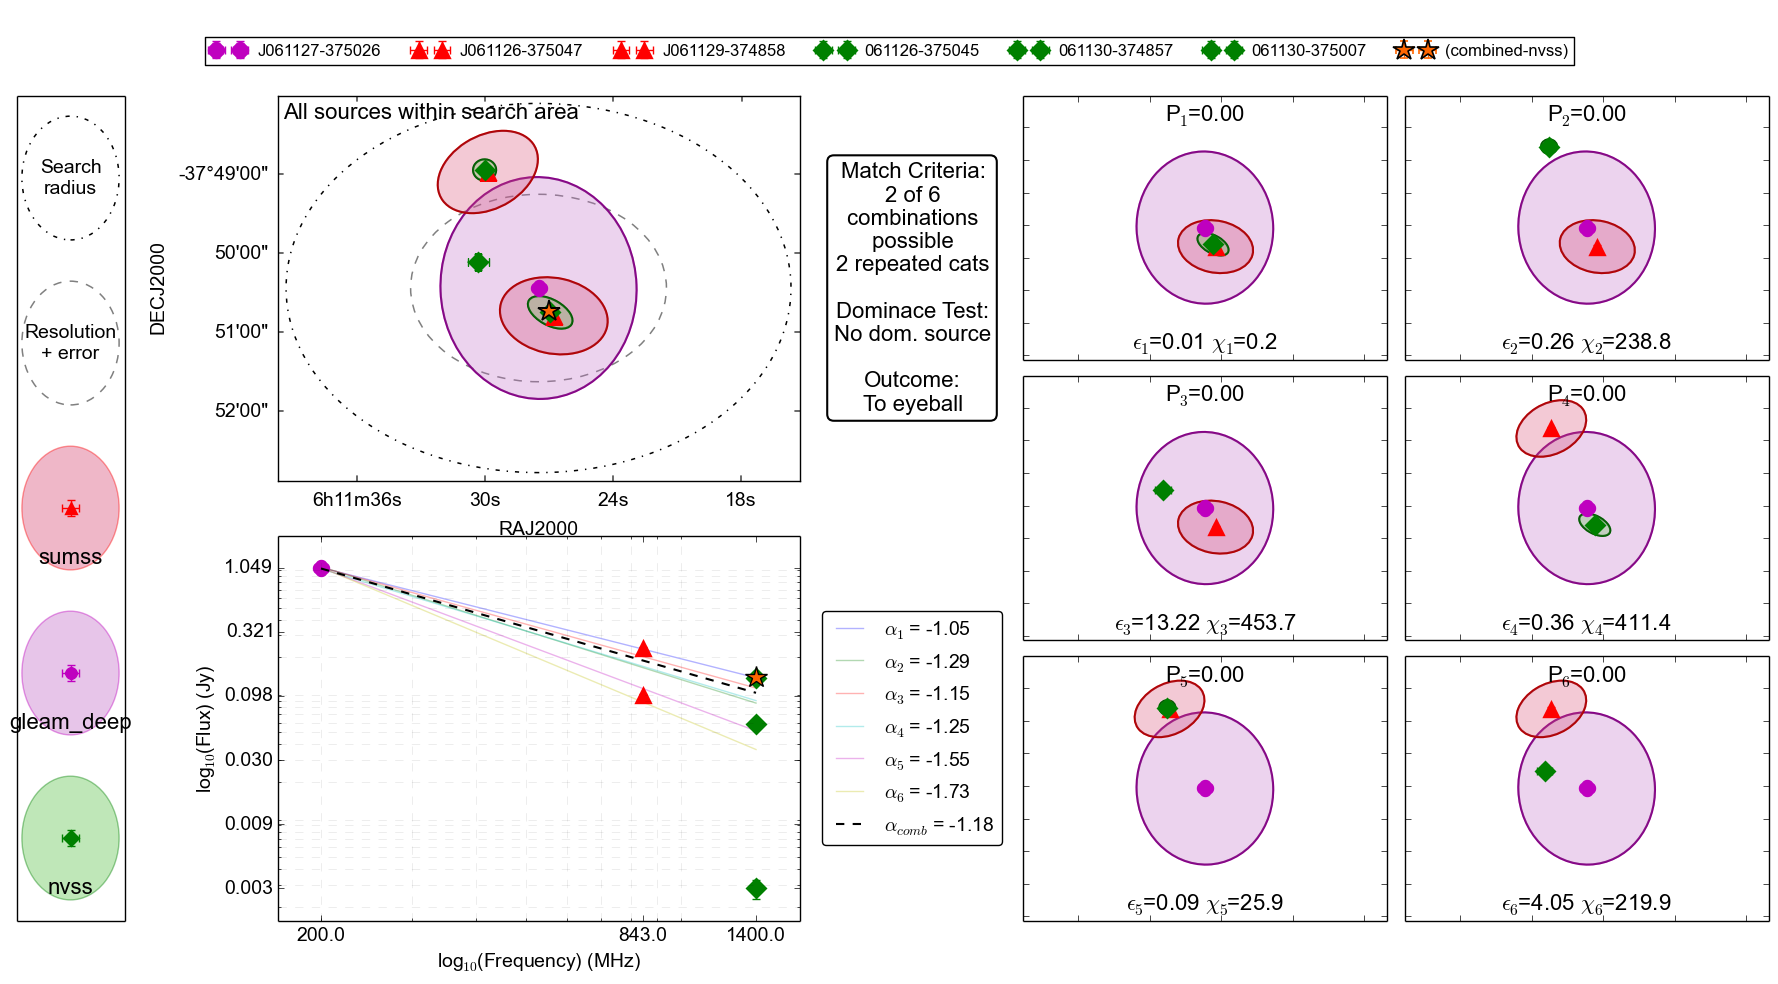 J061127-375026 J061126-375047 J061129-374858 061126-375045 061130-374857 061130-375007 (combined-nvss)
Search
radius
Resolution
+ error
sumss
gleam_deep
nvss
All sources within search area
DECJ2000
-37°49'00"
50'00"
51'00"
52'00"
6h11m36s 30s 24s 18s
RAJ2000
log10(Flux) (Jy)
1.049
0.321
0.098
0.030
0.009
0.003
200.0 843.0 1400.0
log10(Frequency) (MHz)
Match Criteria:
2 of 6
combinations
possible
2 repeated cats
Dominace Test:
No dom. source
Outcome:
To eyeball
α1 = -1.05
α2 = -1.29
α3 = -1.15
α4 = -1.25
α5 = -1.55
α6 = -1.73
αcomb = -1.18
P1=0.00
ϵ1=0.01 χ1=0.2
P2=0.00
ϵ2=0.26 χ2=238.8
P3=0.00
ϵ3=13.22 χ3=453.7
P4=0.00
ϵ4=0.36 χ4=411.4
P5=0.00
ϵ5=0.09 χ5=25.9
P6=0.00
ϵ6=4.05 χ6=219.9